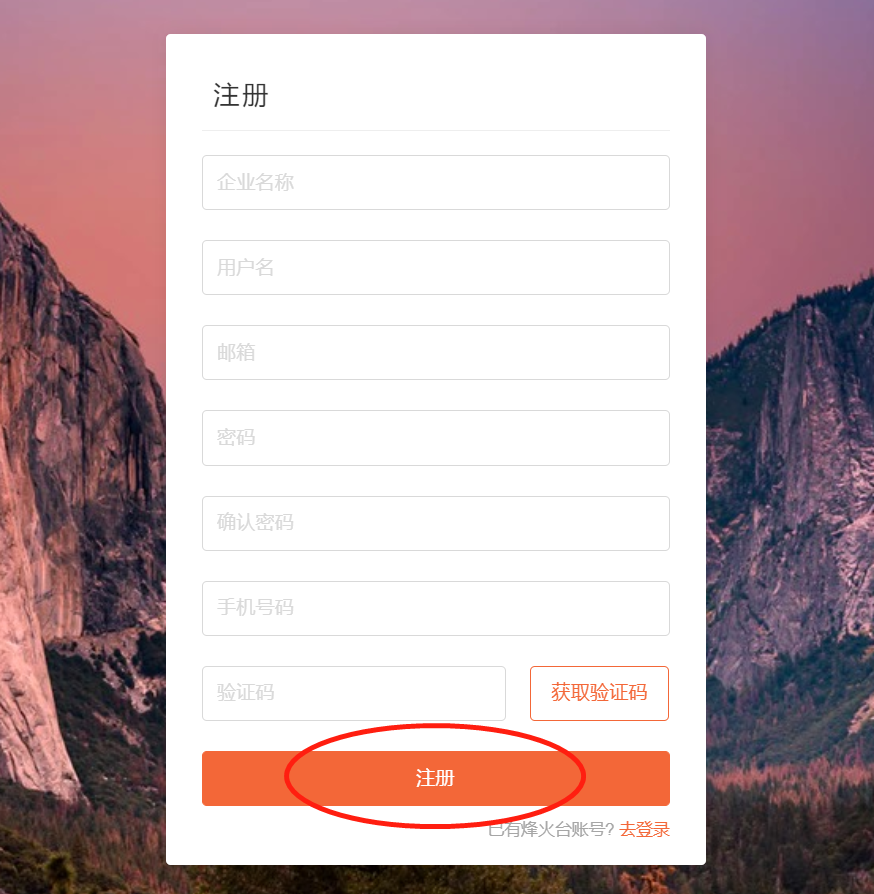 注册
企业名称
用户名
邮箱
密码
确认密码
手机号码
验证码 获取验证码
注册
已有烽火台账号? 去登录